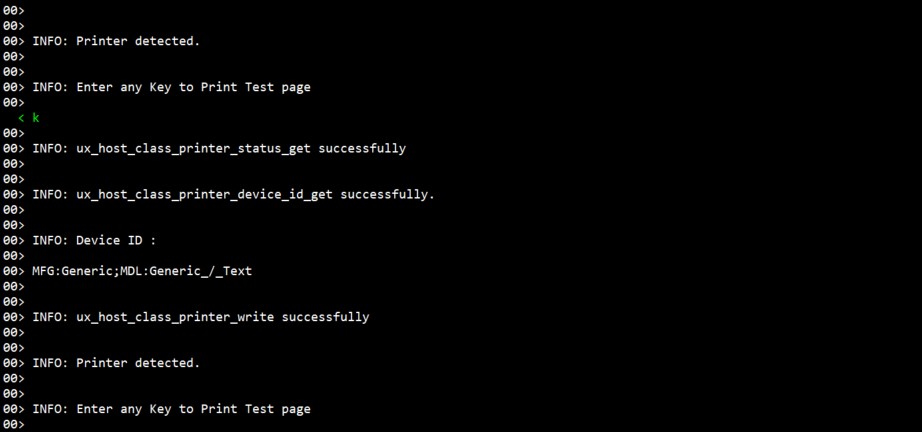 00>
00>
00> INFO: Printer detected.
00>
00>
00> INFO: Enter any Key to Print Test page
00>
< k
00>
00> INFO: ux_host_class_printer_status_get successfully
00>
00>
00> INFO: ux_host_class_printer_device_id_get successfully.
00>
00>
00> INFO: Device ID :
00>
00> MFG:Generic;MDL:Generic_/_Text
00>
00>
00> INFO: ux_host_class_printer_write successfully
00>
00>
00> INFO: Printer detected.
00>
00>
00> INFO: Enter any Key to Print Test page
00>